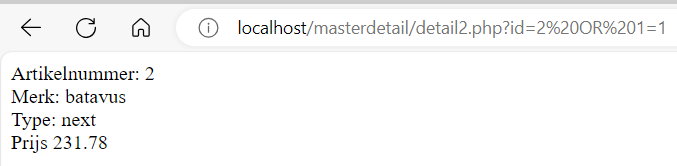 localhost/masterdetail/detail2.php?id=2%20OR%201=1
Artikelnummer: 2
Merk: batavus
Type: next
Prijs 231.78